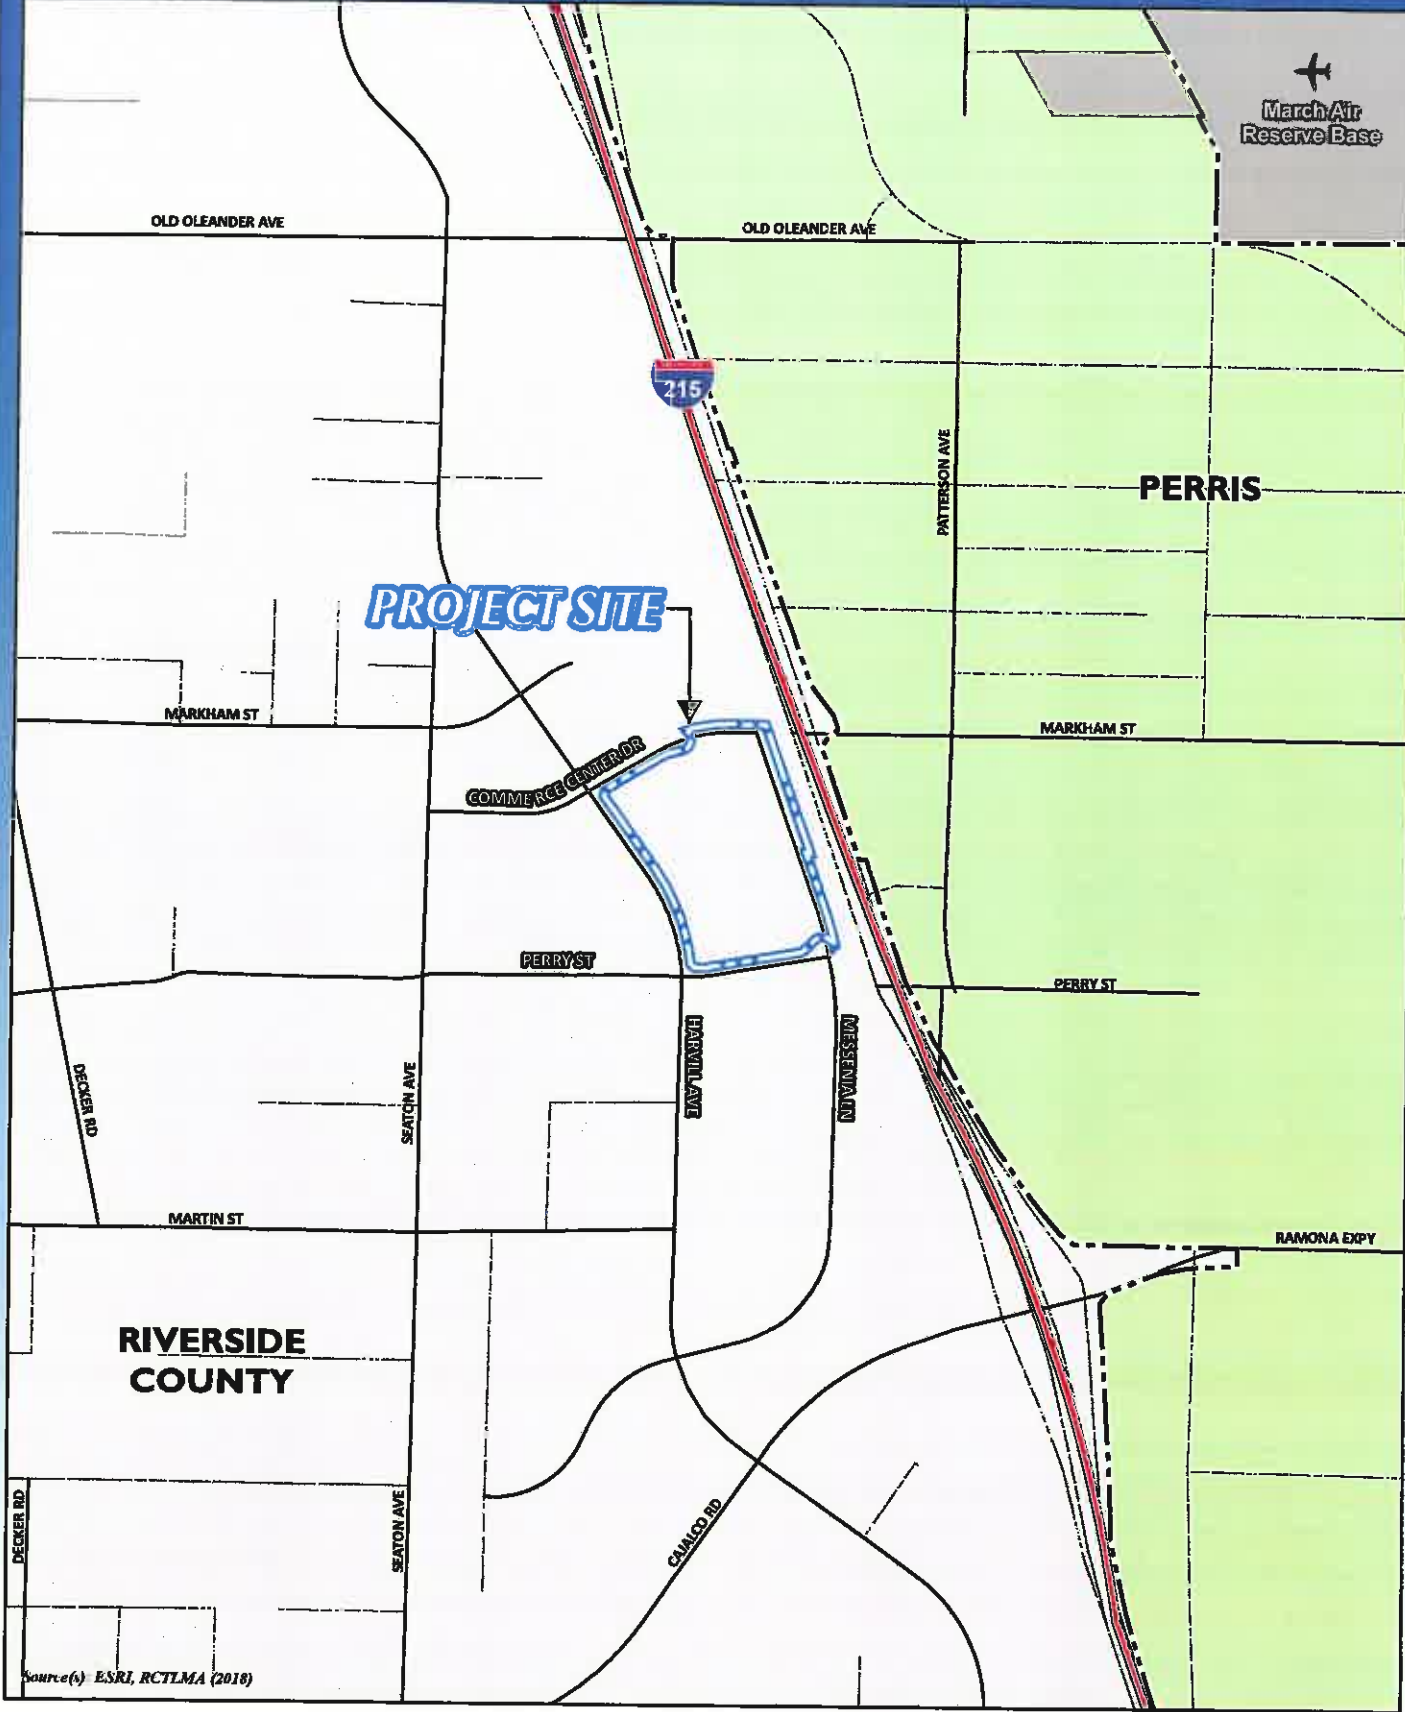 March Air
Reserve Base
OLD OLEANDER AVE
OLD OLEANDER AVE
215
PATTERSON AVE
PERRIS
PROJECT SITE
MARKHAM ST
MARKHAM ST
COMMERCE CENTER DR
PERRY ST
PERRY ST
HARVILL AVE
MESSENIA LN
DECKER RD
SEATON AVE
MARTIN ST
RAMONA EXPY
RIVERSIDE
COUNTY
DECKER RD
SEATON AVE
CAJALCO RD
Source(s): ESRI, RCTLMA (2018)